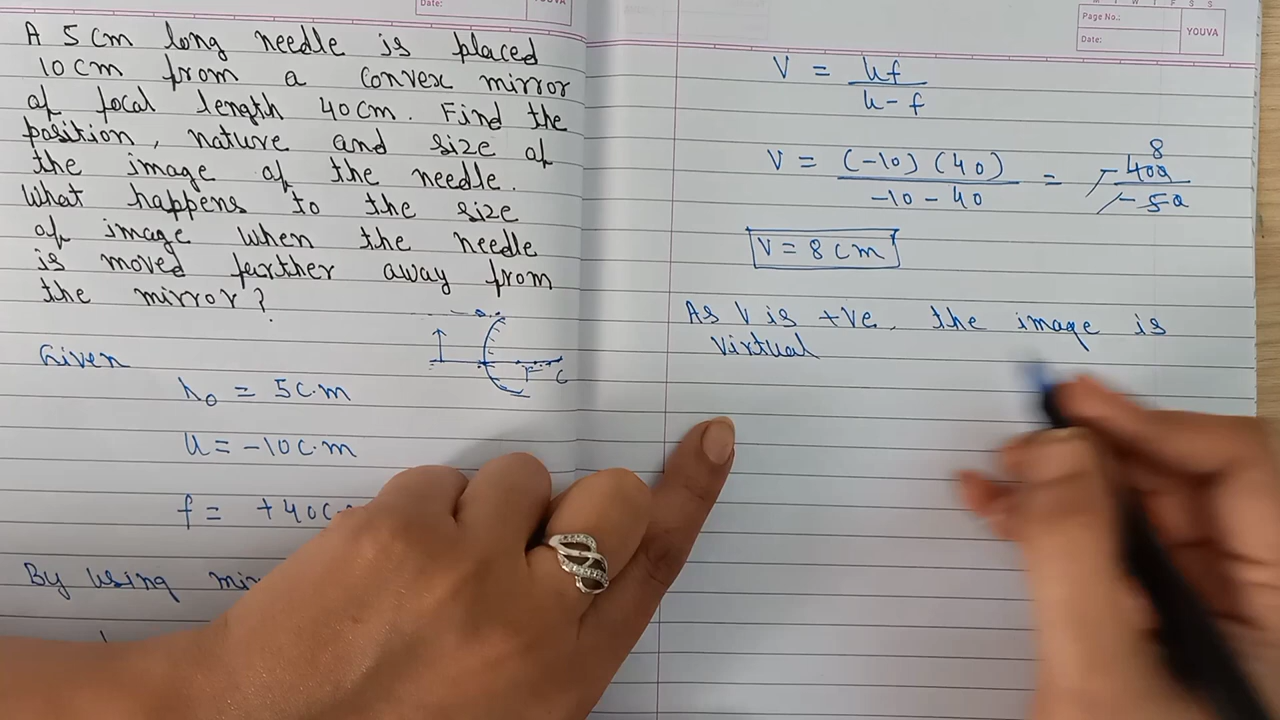 Date:
YOUVA
A 5 cm long needle is placed
10 cm from a convex mirror
of focal length 40 cm. Find the
position, nature and size of
the image of the needle.
What happens to the size
of image when the needle
is moved further away from
the mirror?
F
C
Given
h₀ = 5 c.m
u = -10 c.m
f = +40 c.
By using
M T W T F S S
Page No.:
Date:
YOUVA
V = uf / u - f
V = (-10) (40) / -10 - 40 = -400 / -50
8
V = 8 cm
As V is +ve, the image is
virtual